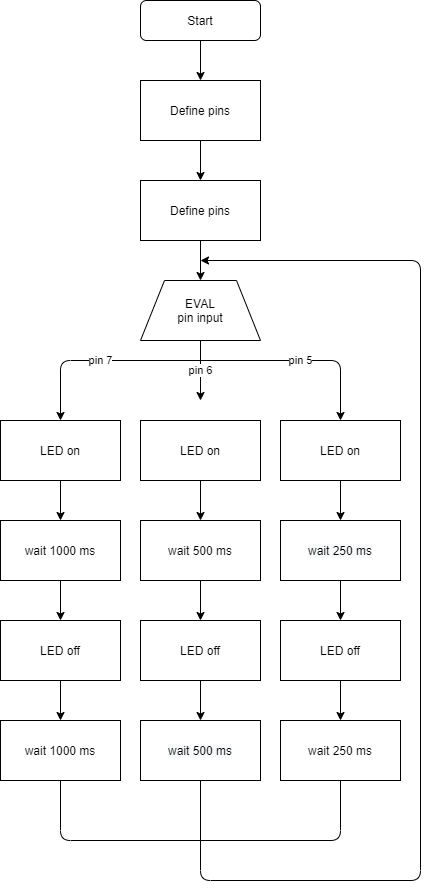 Start
Define pins
Define pins
EVAL
pin input
pin 7
pin 6
pin 5
LED on
LED on
LED on
wait 1000 ms
wait 500 ms
wait 250 ms
LED off
LED off
LED off
wait 1000 ms
wait 500 ms
wait 250 ms